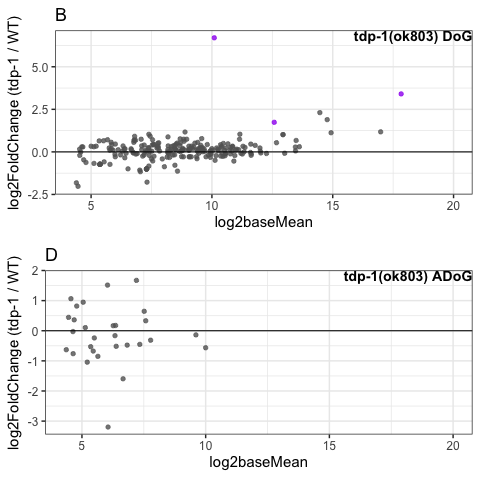 B
tdp-1(ok803) DoG
log2FoldChange (tdp-1 / WT)
5.0
2.5
0.0
-2.5
5
10
15
20
log2baseMean
D
tdp-1(ok803) ADoG
log2FoldChange (tdp-1 / WT)
2
1
0
-1
-2
-3
5
10
15
20
log2baseMean